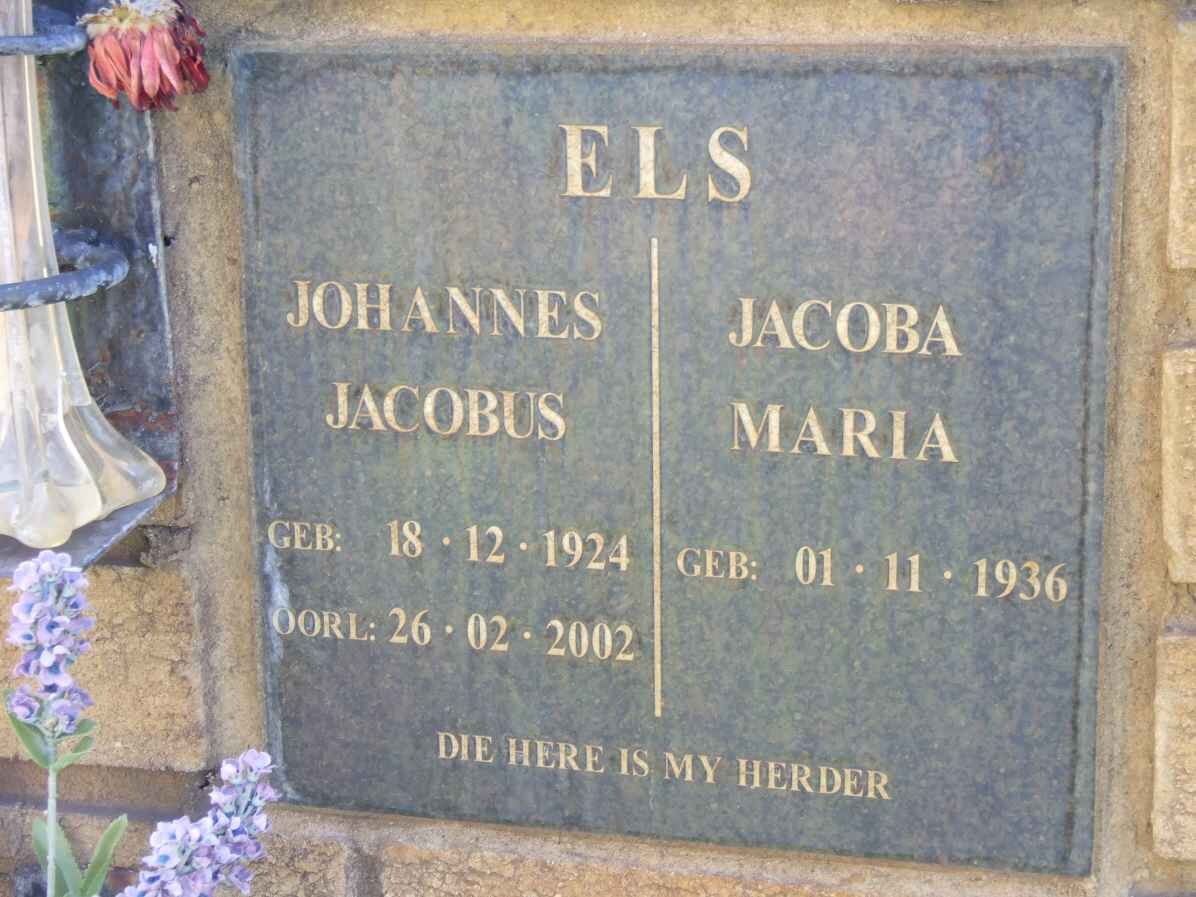 ELS
JOHANNES
JACOBUS
GEB: 18 · 12 · 1924
OORL: 26 · 02 · 2002
JACOBA
MARIA
GEB: 01 · 11 · 1936
DIE HERE IS MY HERDER